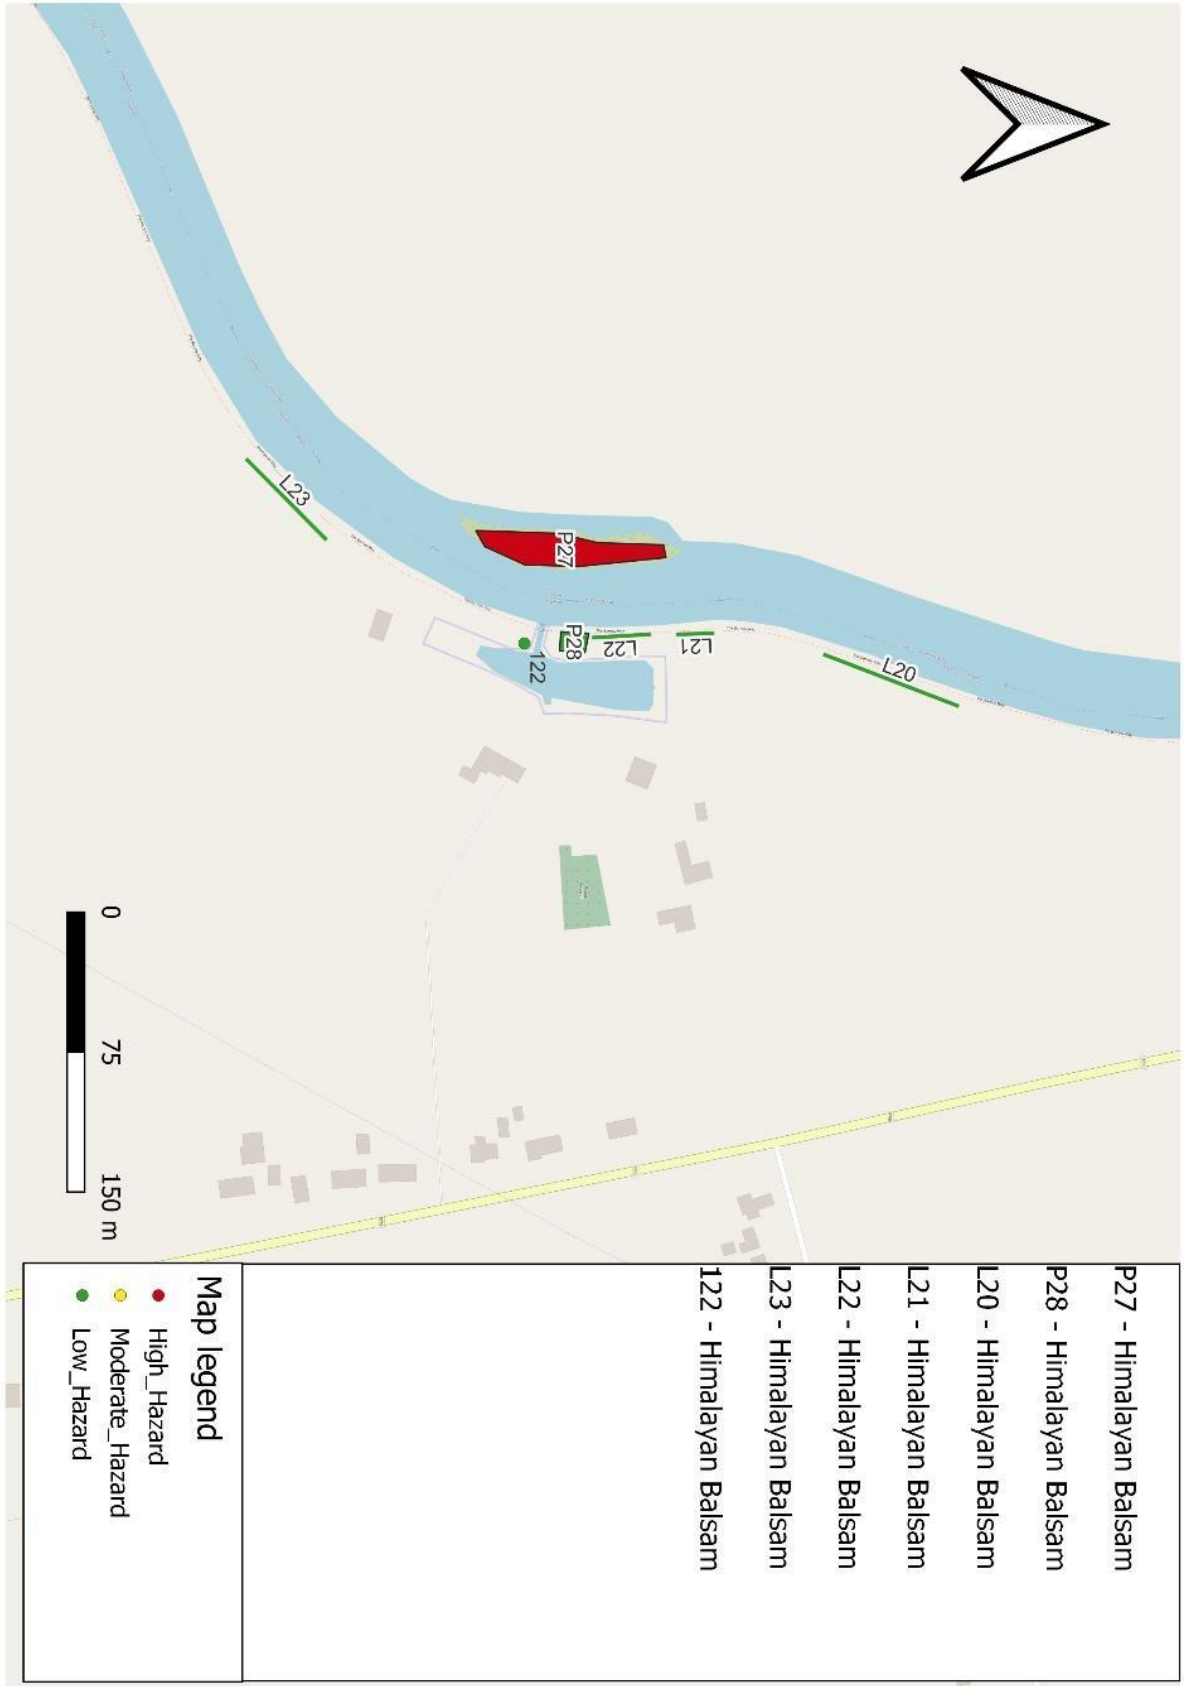 L23
P27
P28
122
L22
L21
L20
0
75
150 m
P27 - Himalayan Balsam
P28 - Himalayan Balsam
L20 - Himalayan Balsam
L21 - Himalayan Balsam
L22 - Himalayan Balsam
L23 - Himalayan Balsam
122 - Himalayan Balsam
Map legend
High_Hazard
Moderate_Hazard
Low_Hazard